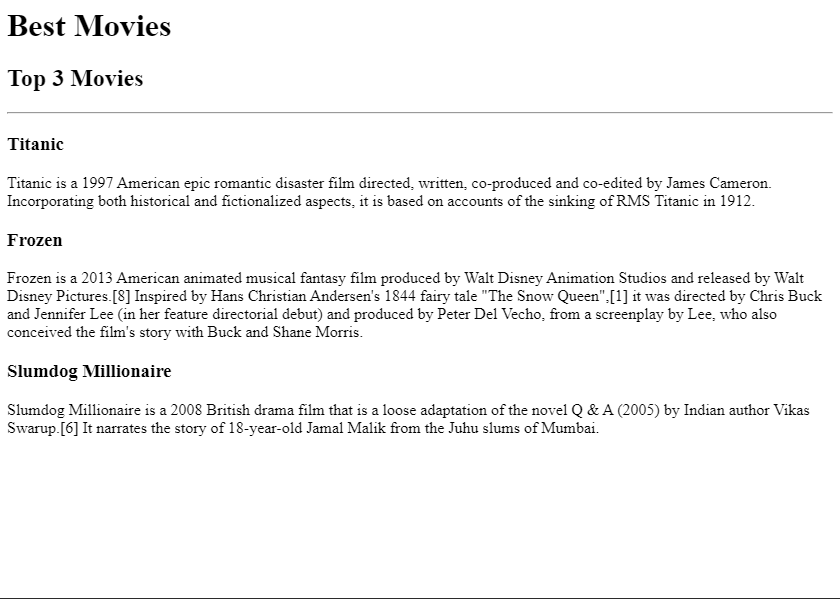 Best Movies
Top 3 Movies
Titanic
Titanic is a 1997 American epic romantic disaster film directed, written, co-produced and co-edited by James Cameron.
Incorporating both historical and fictionalized aspects, it is based on accounts of the sinking of RMS Titanic in 1912.
Frozen
Frozen is a 2013 American animated musical fantasy film produced by Walt Disney Animation Studios and released by Walt
Disney Pictures.[8] Inspired by Hans Christian Andersen's 1844 fairy tale "The Snow Queen",[1] it was directed by Chris Buck
and Jennifer Lee (in her feature directorial debut) and produced by Peter Del Vecho, from a screenplay by Lee, who also
conceived the film's story with Buck and Shane Morris.
Slumdog Millionaire
Slumdog Millionaire is a 2008 British drama film that is a loose adaptation of the novel Q & A (2005) by Indian author Vikas
Swarup.[6] It narrates the story of 18-year-old Jamal Malik from the Juhu slums of Mumbai.